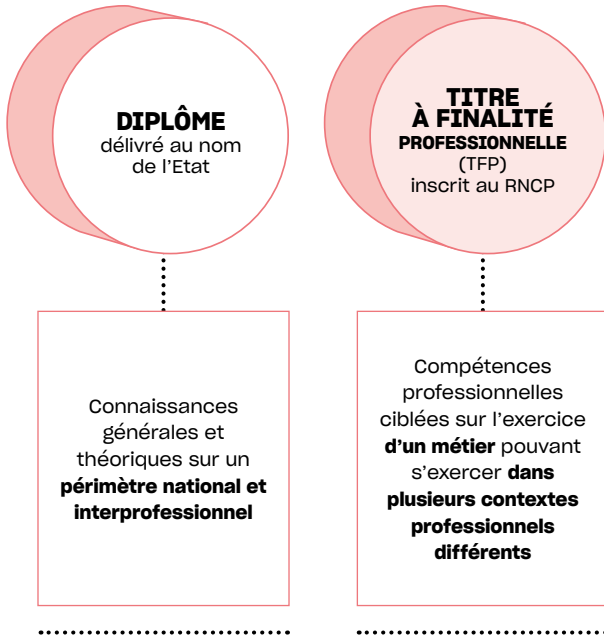 DIPLÔME
délivré au nom
de l'Etat
TITRE
À FINALITÉ
PROFESSIONNELLE
(TFP)
inscrit au RNCP
Connaissances
générales et
théoriques sur un
périmètre national et
interprofessionnel
Compétences
professionnelles
ciblées sur l'exercice
d'un métier pouvant
s'exercer dans
plusieurs contextes
professionnels
différents